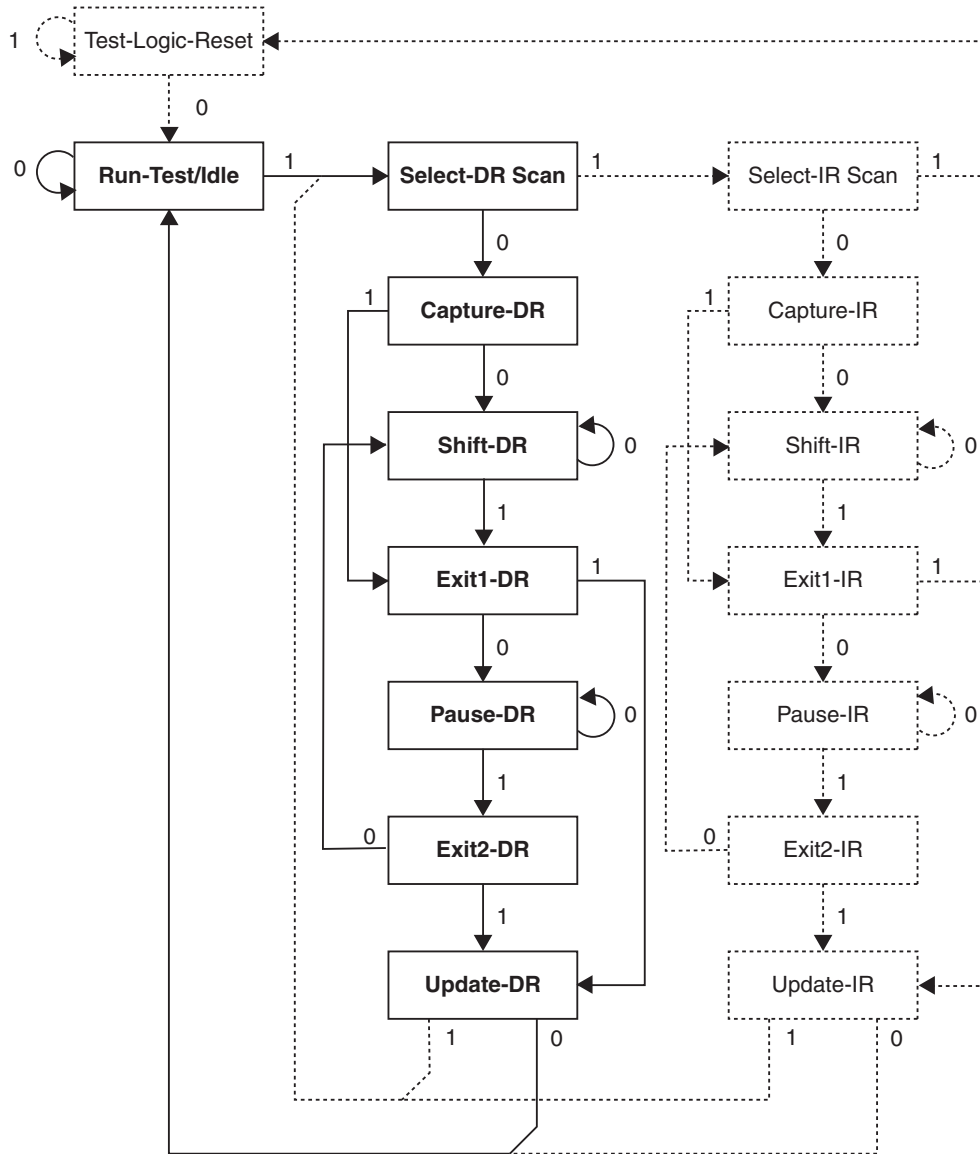 1 Test-Logic-Reset
0
0 Run-Test/Idle 1 Select-DR Scan 1 Select-IR Scan 1
0 0
1 Capture-DR 1 Capture-IR
0 0
Shift-DR 0 Shift-IR 0
1 1
Exit1-DR 1 Exit1-IR 1
0 0
Pause-DR 0 Pause-IR 0
1 1
0 Exit2-DR 0 Exit2-IR
1 1
Update-DR Update-IR
1 0 1 0